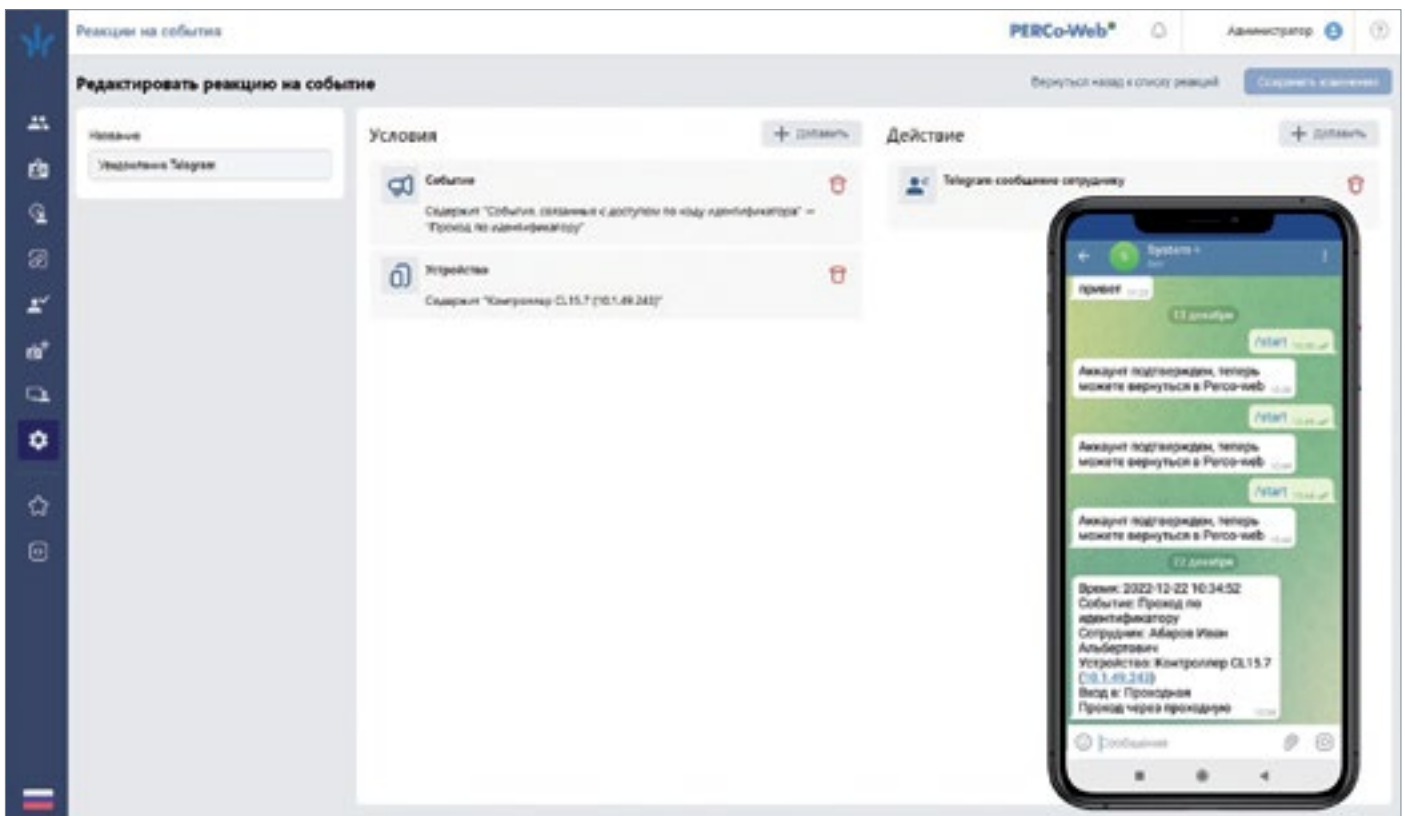 Реакции на события
PERCo-Web
Администратор
Редактировать реакцию на событие
Вернуться назад к списку реакций
Сохранить изменения
Название
Уведомления Telegram
Условия
+ Добавить
Событие
Содержит "События, связанные с доступом по коду идентификатора" —
"Проход по идентификатору"
Устройство
Содержит "Контроллер CL15.7 (10.1.49.243)"
Действие
+ Добавить
Telegram сообщение сотруднику
System
привет
13 декабря
/start
Аккаунт подтвержден, теперь
можете вернуться в Perco-web
/start
Аккаунт подтвержден, теперь
можете вернуться в Perco-web
/start
Аккаунт подтвержден, теперь
можете вернуться в Perco-web
22 декабря
Время: 2022-12-22 10:34:52
Событие: Проход по
идентификатору
Сотрудник: Абаров Иван
Альбертович
Устройство: Контроллер CL15.7
(10.1.49.243)
Вход в: Проходная
Проход через проходную
Сообщение